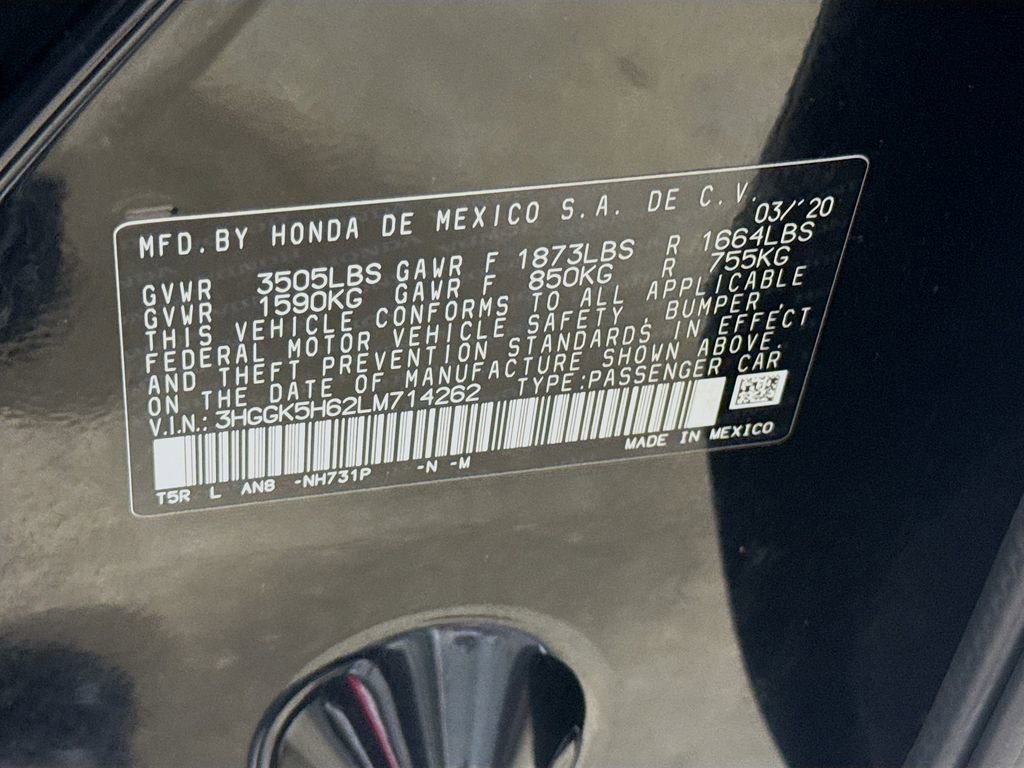 MFD. BY HONDA DE MEXICO S.A. DE C.V.
03/'20
GVWR 3505LBS GAWR F 1873LBS R 1664LBS
GVWR 1590KG GAWR F 850KG R 755KG
THIS VEHICLE CONFORMS TO ALL APPLICABLE
FEDERAL MOTOR VEHICLE SAFETY, BUMPER,
AND THEFT PREVENTION STANDARDS IN EFFECT
ON THE DATE OF MANUFACTURE SHOWN ABOVE.
V.I.N.: 3HGGK5H62LM714262 TYPE:PASSENGER CAR
MADE IN MEXICO
T5R L AN8 -NH731P -N -M